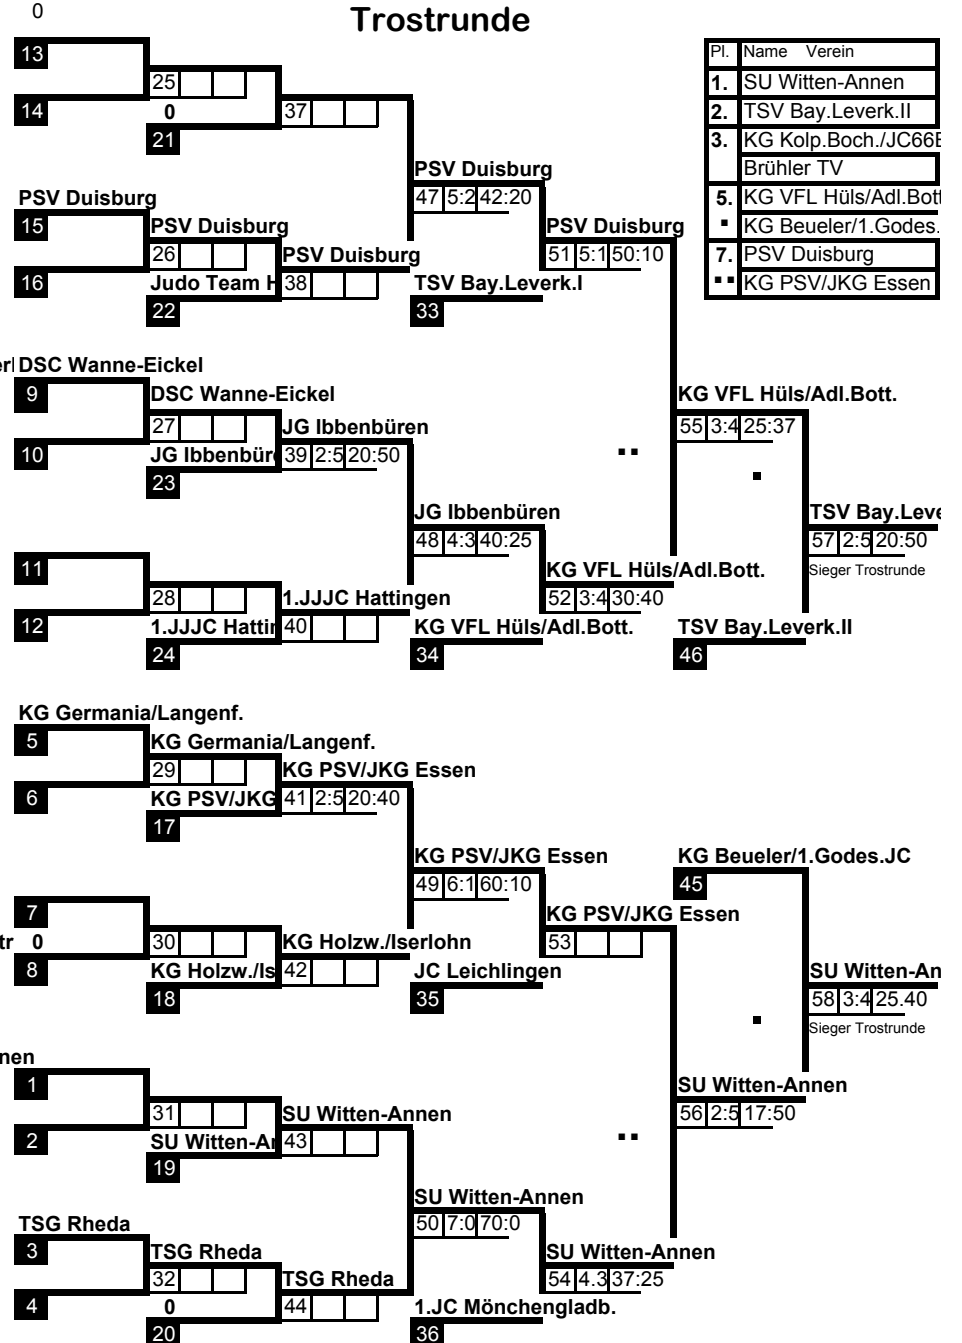 0 Trostrunde
13
Pl. Name Verein
1. SU Witten-Annen
2. TSV Bay.Leverk.II
3. KG Kolp.Boch./JC66
Brühler TV
5. KG VFL Hüls/Adl.Bott
▪ KG Beueler/1.Godes.
7. PSV Duisburg
▪▪ KG PSV/JKG Essen
25
14 0 37
21
PSV Duisburg
47 5:2 42:20
PSV Duisburg
15 PSV Duisburg PSV Duisburg
26 PSV Duisburg 51 5:1 50:10
16 Judo Team H 38 TSV Bay.Leverk.I
22 33
DSC Wanne-Eickel
9 DSC Wanne-Eickel KG VFL Hüls/Adl.Bott.
27 JG Ibbenbüren 55 3:4 25:37
10 JG Ibbenbür 39 2:5 20:50 ▪▪
23 ▪
JG Ibbenbüren TSV Bay.Leve
48 4:3 40:25 57 2:5 20:50
11 KG VFL Hüls/Adl.Bott. Sieger Trostrunde
28 1.JJJC Hattingen 52 3:4 30:40
12 1.JJJC Hattin 40 KG VFL Hüls/Adl.Bott. TSV Bay.Leverk.II
24 34 46
KG Germania/Langenf.
5 KG Germania/Langenf.
29 KG PSV/JKG Essen
6 KG PSV/JKG 41 2:5 20:40
17
KG PSV/JKG Essen KG Beueler/1.Godes.JC
49 6:1 60:10 45
7 KG PSV/JKG Essen
tr 0 30 KG Holzw./Iserlohn 53
8 KG Holzw./Is 42 JC Leichlingen SU Witten-An
18 35 58 3:4 25.40
▪ Sieger Trostrunde
nen
1 SU Witten-Annen
31 SU Witten-Annen 56 2:5 17:50
2 SU Witten-A 43 ▪▪
19
SU Witten-Annen
TSG Rheda 50 7:0 70:0
3 TSG Rheda SU Witten-Annen
32 TSG Rheda 54 4.3 37:25
4 0 44 1.JC Mönchengladb.
20 36